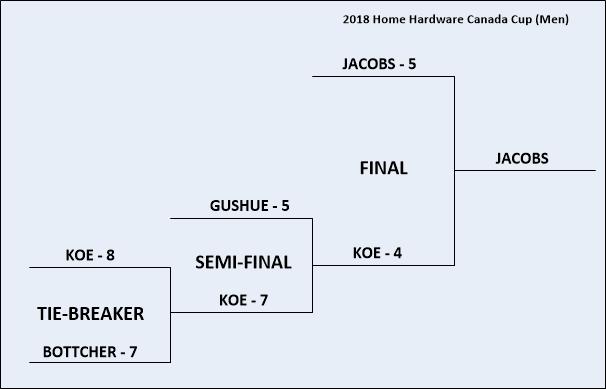 2018 Home Hardware Canada Cup (Men)
JACOBS - 5
JACOBS
FINAL
GUSHUE - 5
KOE - 8
KOE - 4
SEMI-FINAL
KOE - 7
TIE-BREAKER
BOTTCHER - 7